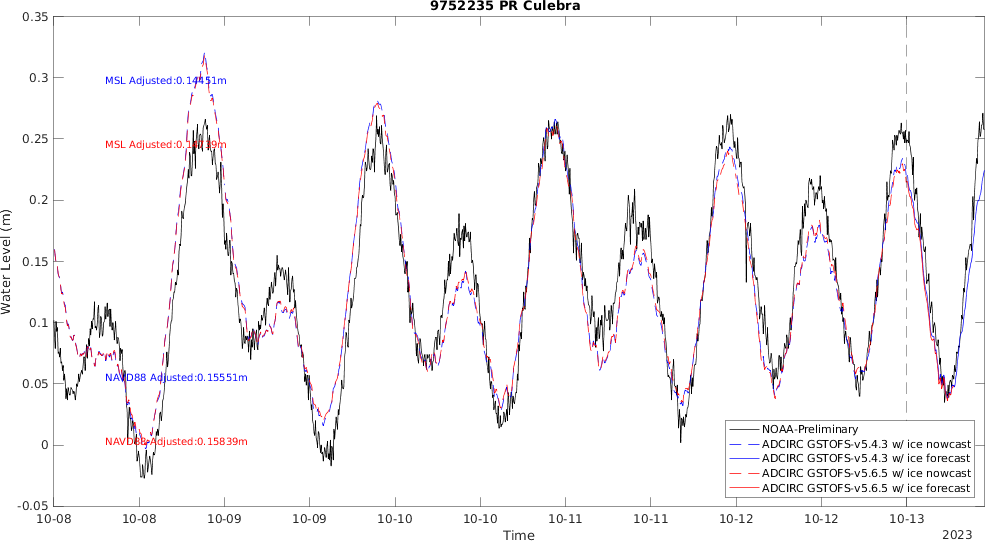 9752235 PR Culebra
0.35
0.3
0.25
0.2
0.15
0.1
0.05
0
-0.05
Water Level (m)
MSL Adjusted:0.14451m
MSL Adjusted:
NAVD88 Adjusted:0.15551m
NAVD88 Adjusted:0.15839m
NOAA-Preliminary
ADCIRC GSTOFS-v5.4.3 w/ ice nowcast
ADCIRC GSTOFS-v5.4.3 w/ ice forecast
ADCIRC GSTOFS-v5.6.5 w/ ice nowcast
ADCIRC GSTOFS-v5.6.5 w/ ice forecast
10-08 10-08 10-09 10-09 10-10 10-10 10-11 10-11 10-12 10-12 10-13
Time
2023